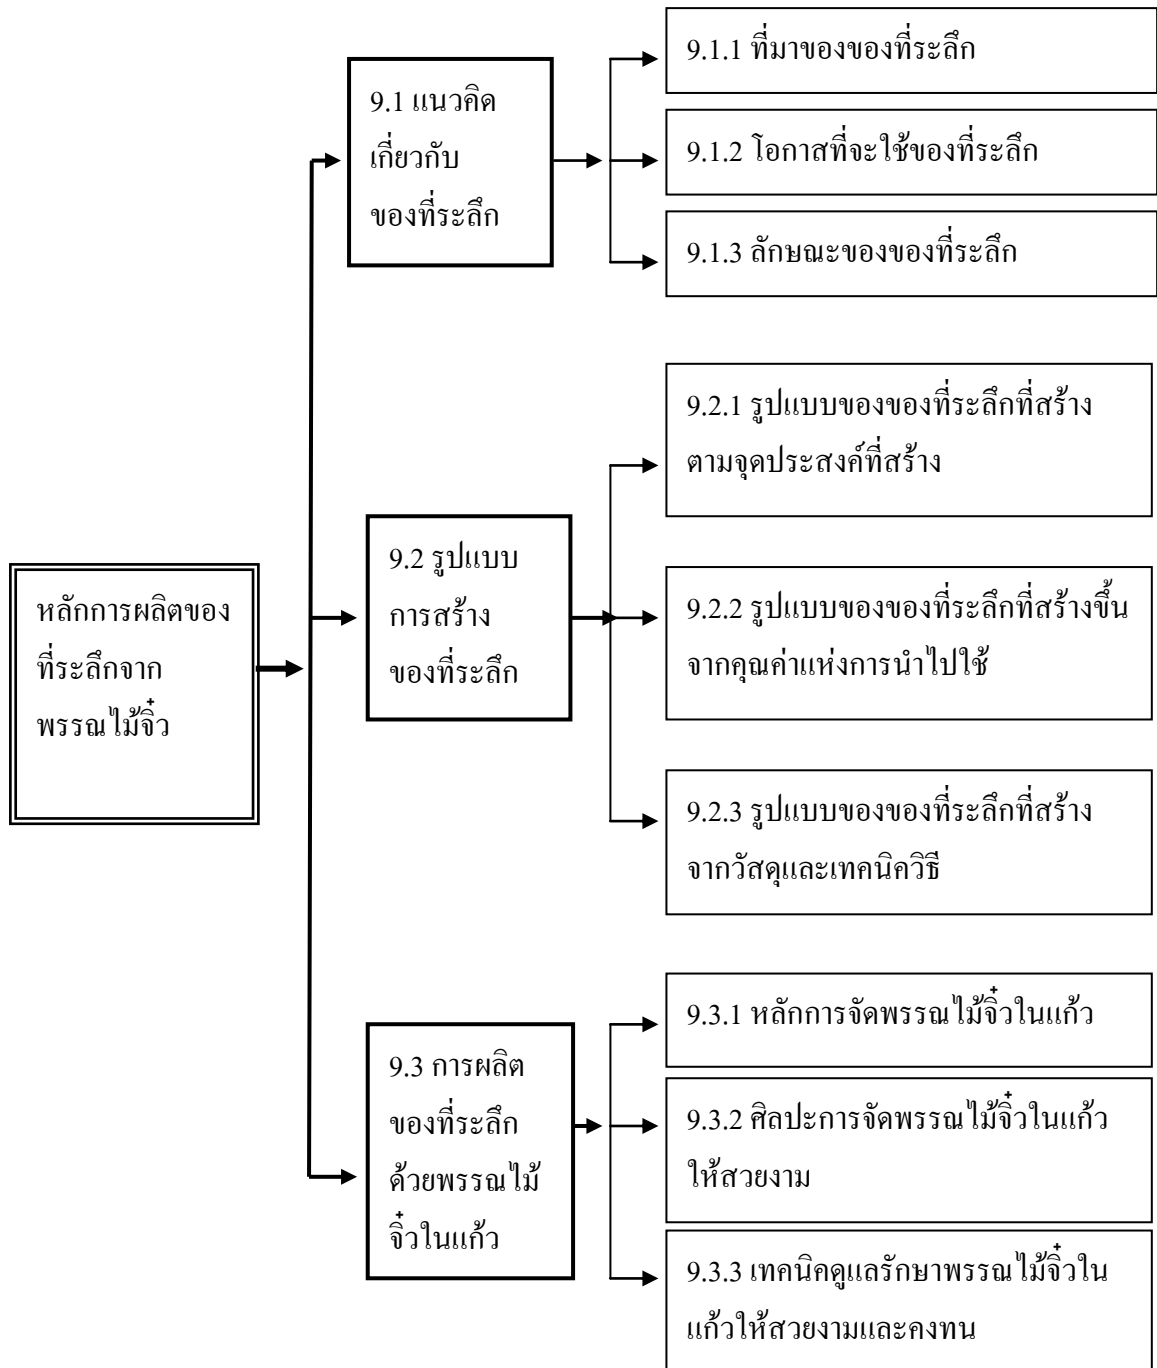 หลักการผลิตของ
ที่ระลึกจาก
พรรณไม้จิ๋ว
9.1 แนวคิด
เกี่ยวกับ
ของที่ระลึก
9.1.1 ที่มาของของที่ระลึก
9.1.2 โอกาสที่จะใช้ของที่ระลึก
9.1.3 ลักษณะของของที่ระลึก
9.2 รูปแบบ
การสร้าง
ของที่ระลึก
9.2.1 รูปแบบของของที่ระลึกที่สร้าง
ตามจุดประสงค์ที่สร้าง
9.2.2 รูปแบบของของที่ระลึกที่สร้างขึ้น
จากคุณค่าแห่งการนำไปใช้
9.2.3 รูปแบบของของที่ระลึกที่สร้าง
จากวัสดุและเทคนิควิธี
9.3 การผลิต
ของที่ระลึก
ด้วยพรรณไม้
จิ๋วในแก้ว
9.3.1 หลักการจัดพรรณไม้จิ๋วในแก้ว
9.3.2 ศิลปะการจัดพรรณไม้จิ๋วในแก้ว
ให้สวยงาม
9.3.3 เทคนิคดูแลรักษาพรรณไม้จิ๋วใน
แก้วให้สวยงามและคงทน